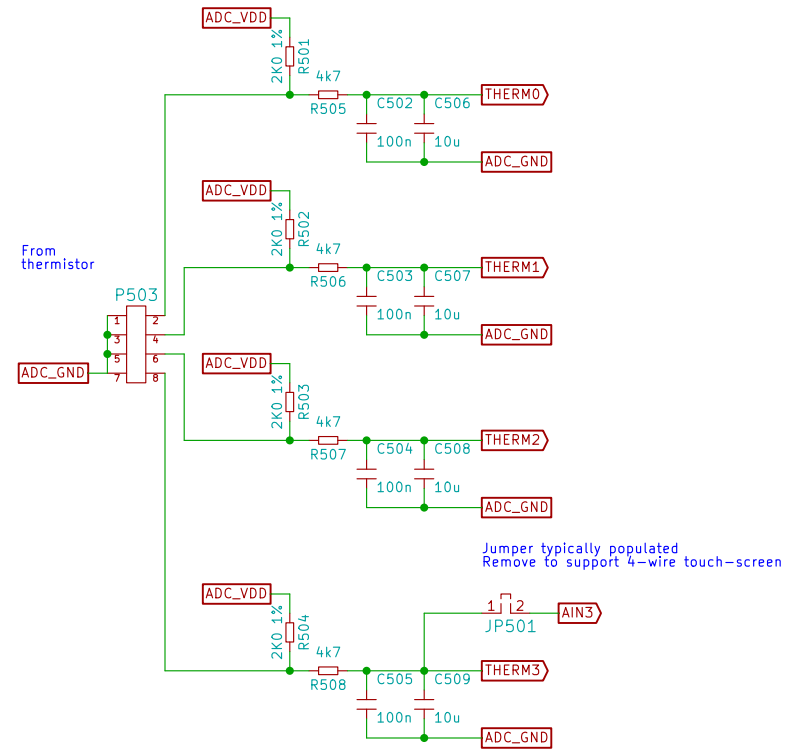 ADC_VDD
2K0 1%
R501
4k7
R505
C502
C506
THERM0
100n
10u
ADC_GND
ADC_VDD
2K0 1%
R502
4k7
R506
C503
C507
THERM1
100n
10u
ADC_GND
From
thermistor
P503
1 2
3 4
5 6
7 8
ADC_GND
ADC_VDD
2K0 1%
R503
4k7
R507
C504
C508
THERM2
100n
10u
ADC_GND
Jumper typically populated
Remove to support 4-wire touch-screen
ADC_VDD
2K0 1%
R504
1 2
JP501
AIN3
4k7
R508
C505
C509
THERM3
100n
10u
ADC_GND